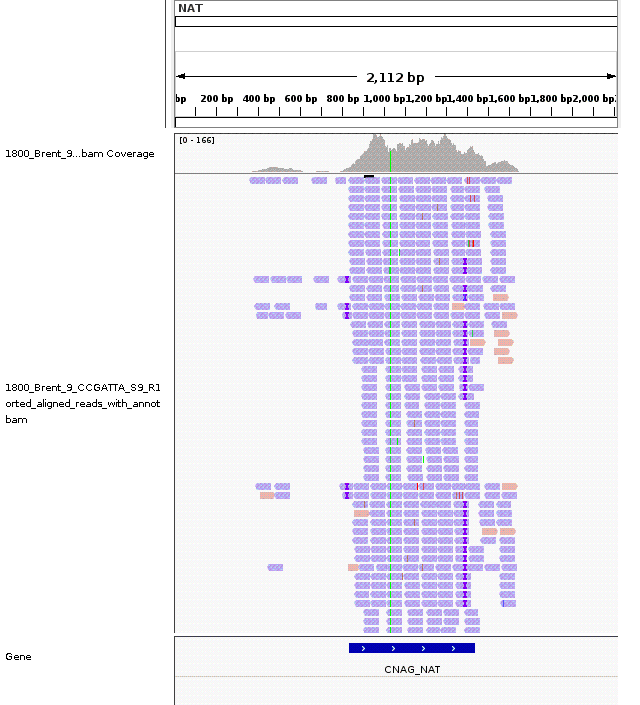 NAT
2,112 bp
bp 200 bp 400 bp 600 bp 800 bp 1,000 bp 1,200 bp 1,400 bp 1,600 bp 1,800 bp 2,000 bp
[0 - 166]
1800_Brent_9...bam Coverage
1800_Brent_9_CCGATTA_S9_R1
orted_aligned_reads_with_annot
bam
Gene
CNAG_NAT